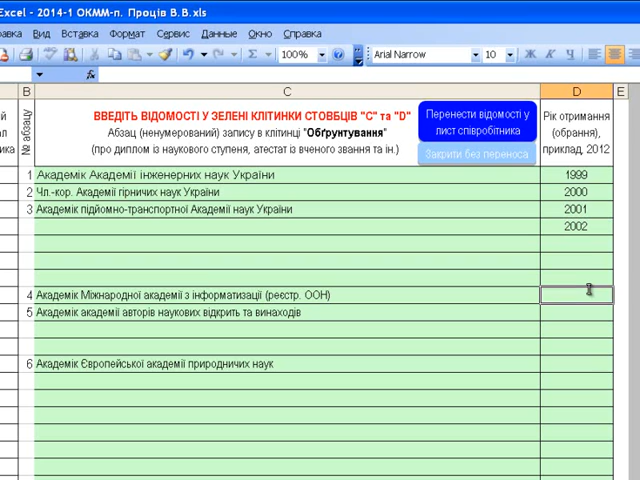 Excel - 2014-1 ОКММ-п. Проців В.В.xls
равка Вид Вставка Формат Сервис Данные Окно Справка
100% Arial Narrow 10 Ж К Ч
fx
B C D E
№ абзацу
ВВЕДІТЬ ВІДОМОСТІ У ЗЕЛЕНІ КЛІТИНКИ СТОВБЦІВ "C" та "D"
Абзац (ненумерований) запису в клітинці "Обґрунтування"
(про диплом із наукового ступеня, атестат із вченого звання та ін.)
Перенести відомості у
лист співробітника
Закрити без переноса
Рік отримання
(обрання),
приклад, 2012
1 Академік Академії інженерних наук України 1999
2 Чл.-кор. Академії гірничих наук України 2000
3 Академік підйомно-транспортної Академії наук України 2001
2002
4 Академік Міжнародної академії з інформатизації (реєстр. ООН)
5 Академік академії авторів наукових відкрить та винаходів
6 Академік Європейської академії природничих наук